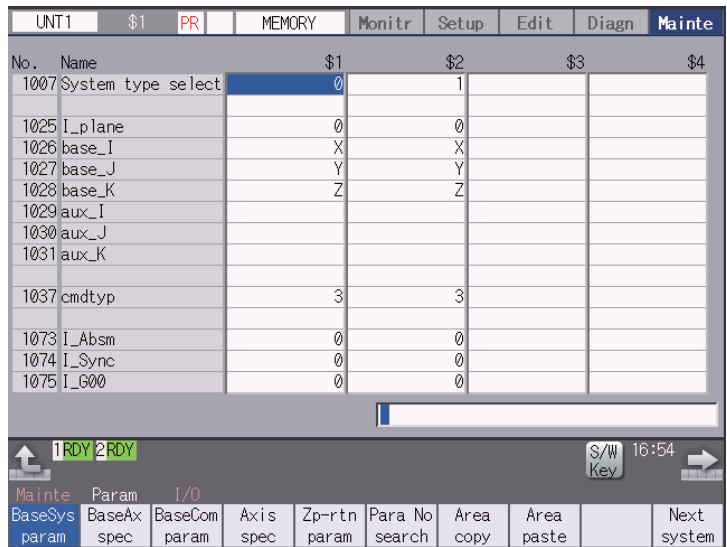 UNT1 $1 PR MEMORY Monitr Setup Edit Diagn Mainte
No. Name $1 $2 $3 $4
1007 System type select 0 1
1025 I_plane 0 0
1026 base_I X X
1027 base_J Y Y
1028 base_K Z Z
1029 aux_I
1030 aux_J
1031 aux_K
1037 cmdtyp 3 3
1073 I_Absm 0 0
1074 I_Sync 0 0
1075 I_G00 0 0
1 RDY 2 RDY S/W Key 16:54
Mainte Param I/O
BaseSys BaseAx BaseCom Axis Zp-rtn Para No Area Area Next
param spec param spec param search copy paste system